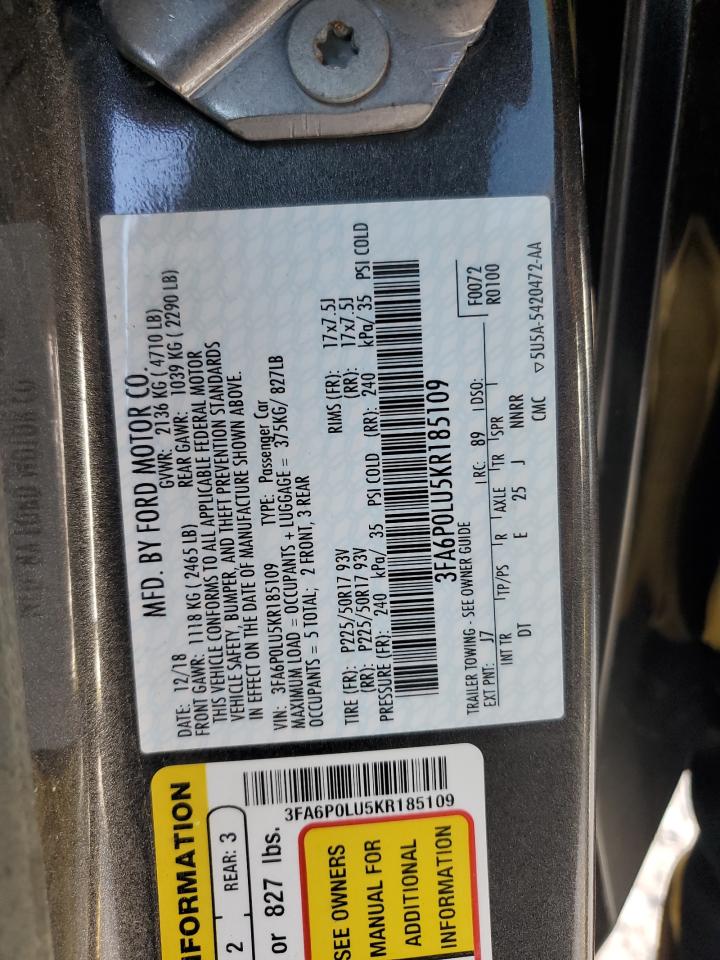 MFD. BY FORD MOTOR CO.
DATE: 12/18 GVWR: 2136 KG ( 4710 LB)
FRONT GAWR: 1118 KG ( 2465 LB) REAR GAWR: 1039 KG ( 2290 LB)
THIS VEHICLE CONFORMS TO ALL APPLICABLE FEDERAL MOTOR
VEHICLE SAFETY, BUMPER, AND THEFT PREVENTION STANDARDS
IN EFFECT ON THE DATE OF MANUFACTURE SHOWN ABOVE.
VIN: 3FA6P0LU5KR185109 TYPE: Passenger Car
MAXIMUM LOAD = OCCUPANTS + LUGGAGE = 375KG/ 827LB
OCCUPANTS = 5 TOTAL; 2 FRONT, 3 REAR
TIRE (FR): P225/50R17 93V RIMS (FR): 17x7.5J
(RR): P225/50R17 93V (RR): 17x7.5J
PRESSURE (FR): 240 kPa/ 35 PSI COLD (RR): 240 kPa/ 35 PSI COLD
3FA6P0LU5KR185109
TRAILER TOWING - SEE OWNER GUIDE F0072
EXT PNT: J7 RC: 89 DSO: R0100
INT TR TP/PS R AXLE TR SPR
DT E 25 J NNRR
CMC ▽5U5A-5420472-AA
FORMATION
2 REAR: 3
or 827 lbs.
3FA6P0LU5KR185109
SEE OWNERS
MANUAL FOR
ADDITIONAL
INFORMATION